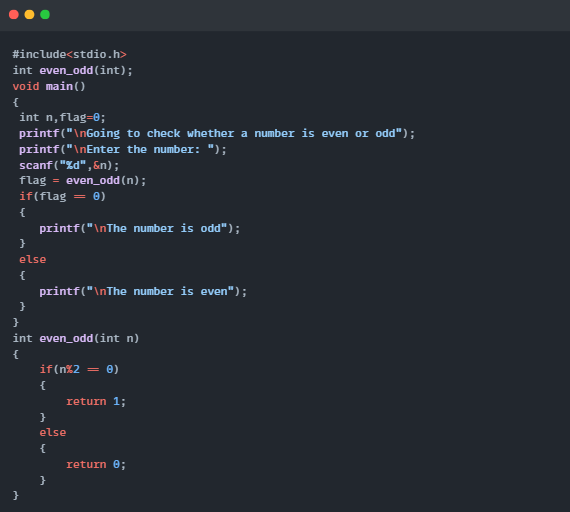 #include<stdio.h>
int even_odd(int);
void main()
{
 int n,flag=0;
 printf("\nGoing to check whether a number is even or odd");
 printf("\nEnter the number: ");
 scanf("%d",&n);
 flag = even_odd(n);
 if(flag == 0)
 {
    printf("\nThe number is odd");
 }
 else
 {
    printf("\nThe number is even");
 }
}
int even_odd(int n)
{
    if(n%2 == 0)
    {
        return 1;
    }
    else
    {
        return 0;
    }
}